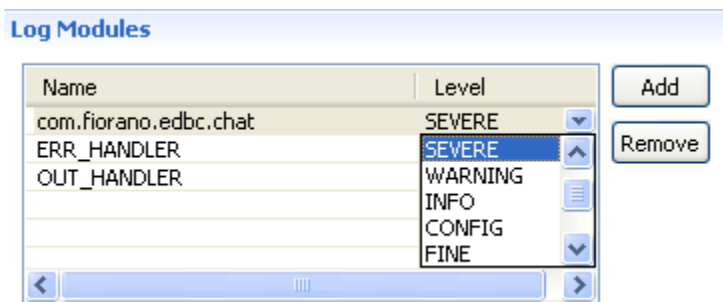 Log Modules
Name Level Add
com.fiorano.edbc.chat SEVERE
ERR_HANDLER SEVERE Remove
OUT_HANDLER WARNING
INFO
CONFIG
FINE